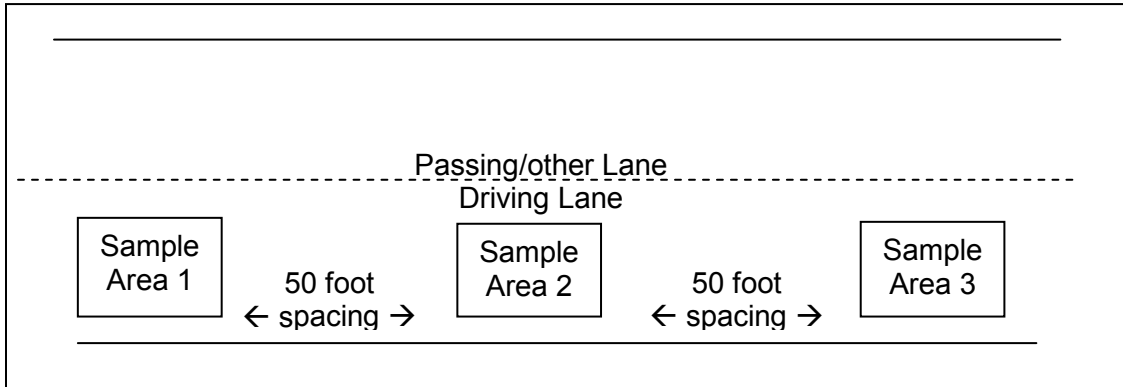 Passing/other Lane
Driving Lane
Sample
Area 1
50 foot
← spacing →
Sample
Area 2
50 foot
← spacing →
Sample
Area 3